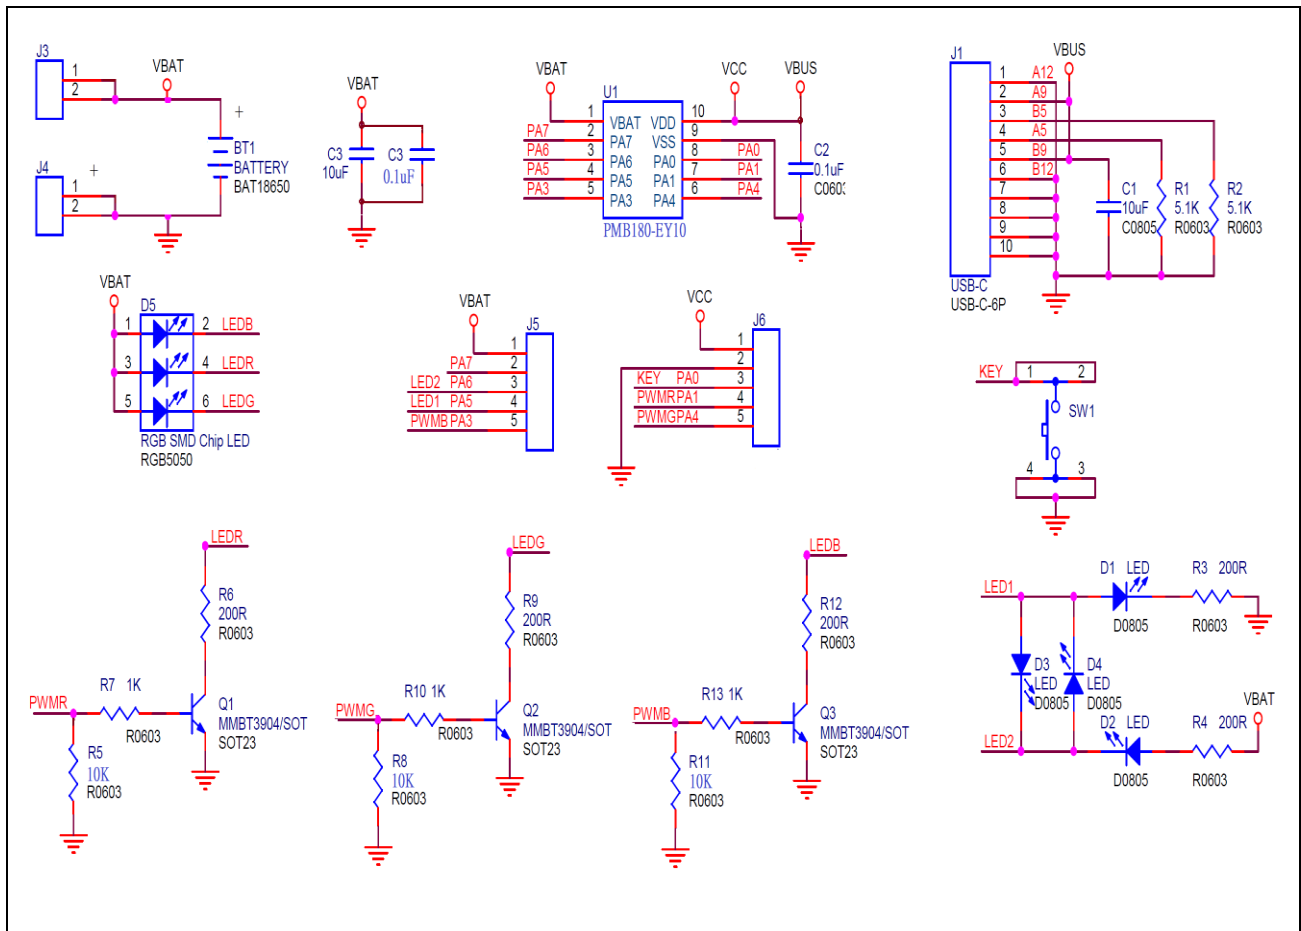 J3
1
2
VBAT
+
BT1
BATTERY
BAT18650
J4
+
1
2
VBAT
C3
10uF
C3
0.1uF
VBAT
U1
VCC
VBUS
1 VBAT VDD 10
PA7 2 PA7 VSS 9
PA6 3 PA6 PA0 8 PA0
PA5 4 PA5 PA1 7 PA1
PA3 5 PA3 PA4 6 PA4
PMB180-EY10
C2
0.1uF
J1
VBUS
1 A12
2 A9
3 B5
4 A5
5 B9
6 B12
7
8
9
10
USB-C
USB-C-6P
C1
10uF
C0805
R1
5.1K
R0603
R2
5.1K
R0603
VBAT
D5
1 2 LEDB
3 4 LEDR
5 6 LEDG
RGB SMD Chip LED
RGB5050
VBAT
J5
1
PA7 2
LED2 PA6 3
LED1 PA5 4
PWMB PA3 5
VCC
J6
1
2
KEY PA0 3
PWMR PA1 4
PWMG PA4 5
KEY
1 2
SW1
4 3
LEDR
R6
200R
R0603
R7 1K
PWMR
R0603
Q1
MMBT3904/SOT
SOT23
R5
10K
R0603
LEDG
R9
200R
R0603
R10 1K
PWMG
R0603
Q2
MMBT3904/SOT
SOT23
R8
10K
R0603
LEDB
R12
200R
R0603
R13 1K
PWMB
R0603
Q3
MMBT3904/SOT
SOT23
R11
10K
R0603
LED1
D1 LED
D0805
R3 200R
R0603
D3
LED
D0805
D4
LED
D0805
VBAT
LED2
D2 LED
D0805
R4 200R
R0603